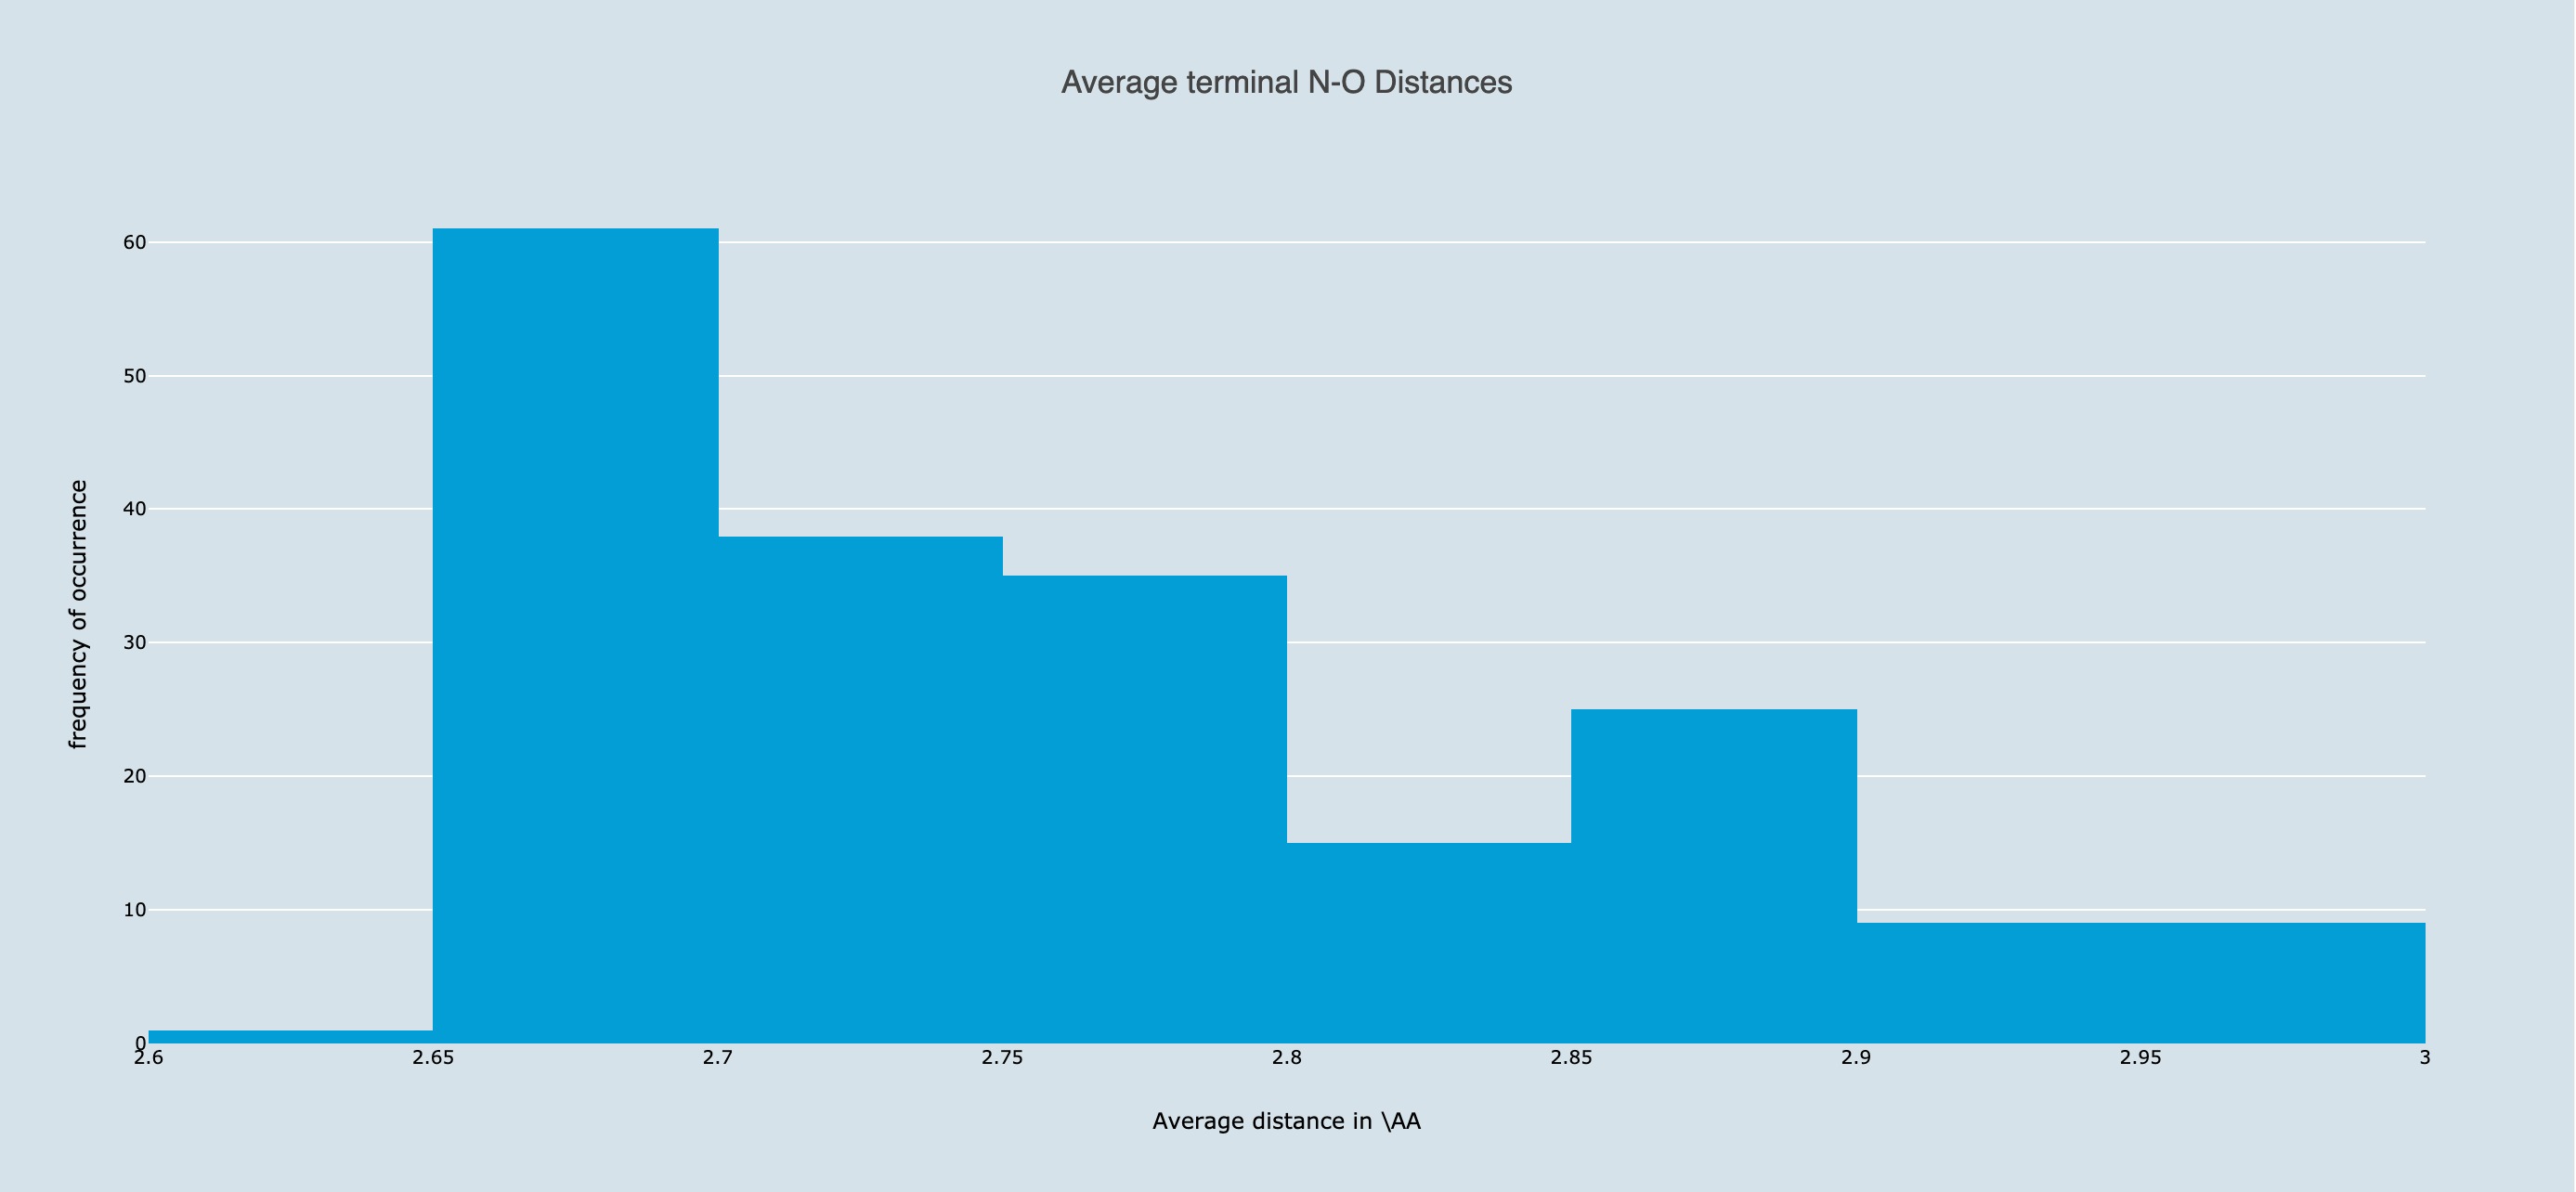 Average terminal N-O Distances
60
50
40
30
20
10
0
frequency of occurrence
2.6 2.65 2.7 2.75 2.8 2.85 2.9 2.95 3
Average distance in \AA